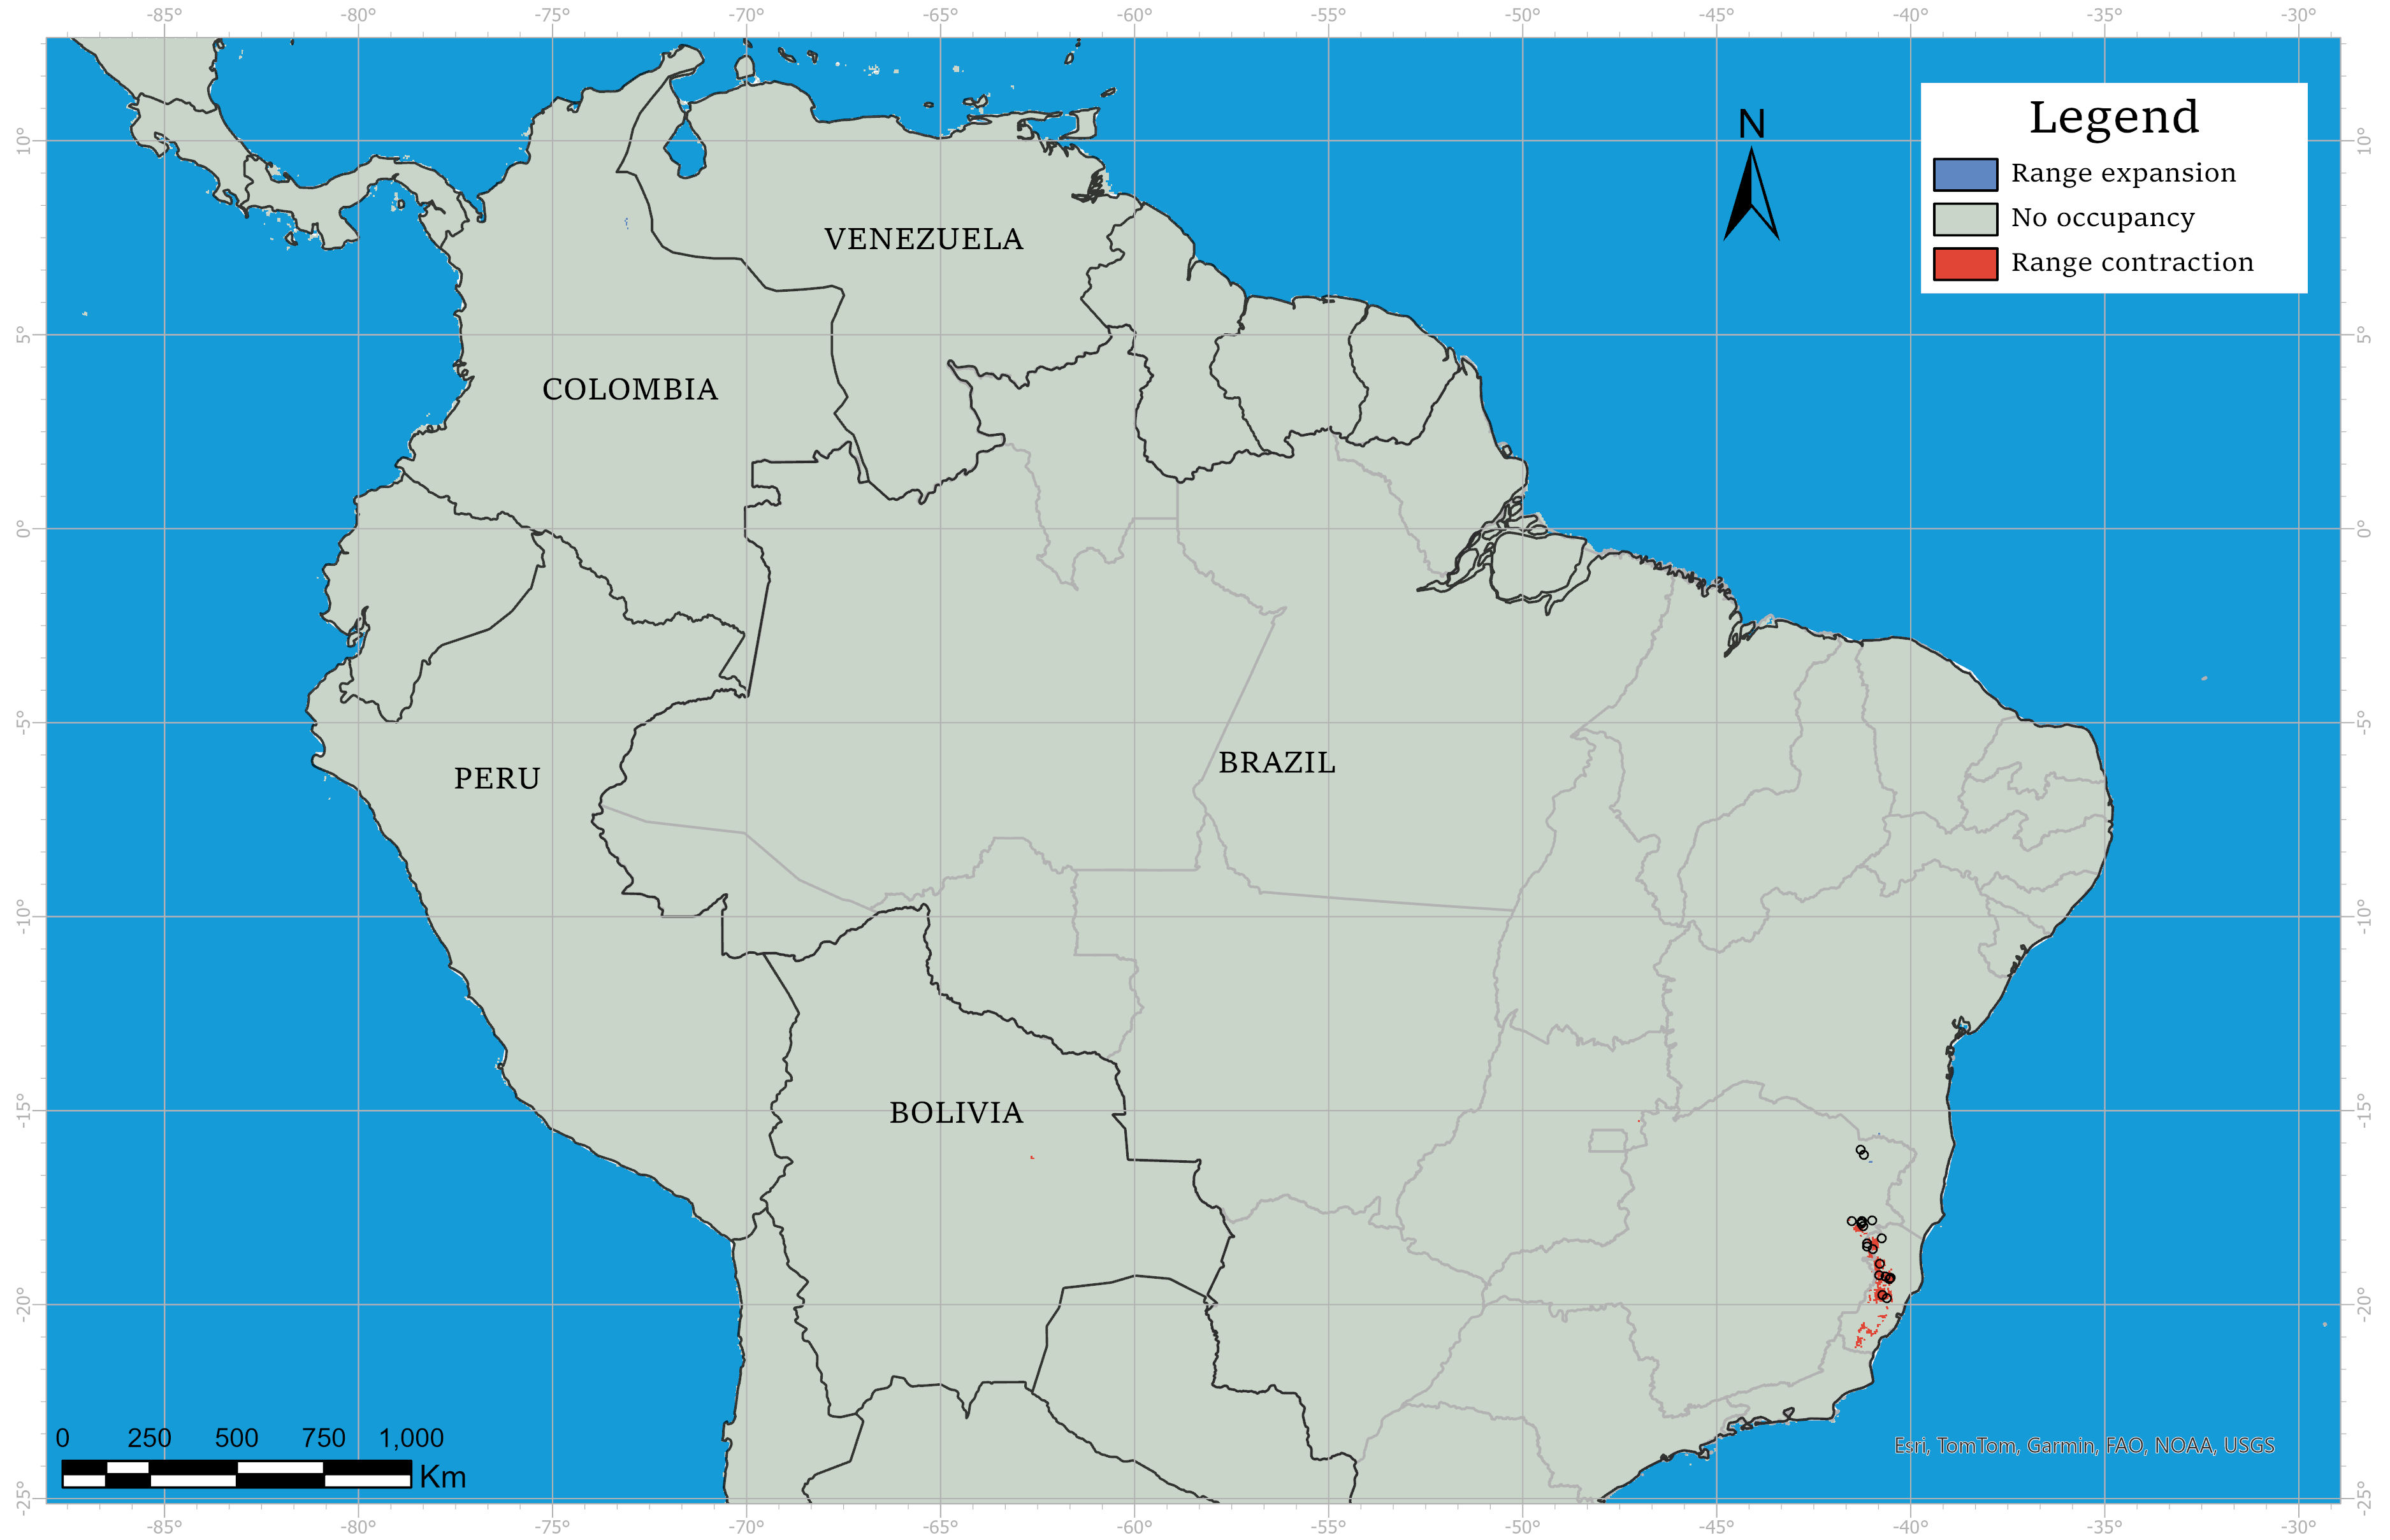 -85° -80° -75° -70° -65° -60° -55° -50° -45° -40° -35° -30°
N
Legend
Range expansion
No occupancy
Range contraction
10° 10°
VENEZUELA
5° 5°
COLOMBIA
0° 0°
-5° -5°
BRAZIL
PERU
-10° -10°
-15° -15°
BOLIVIA
-20° -20°
0 250 500 750 1,000
Km
Esri, TomTom, Garmin, FAO, NOAA, USGS
-25° -25°
-85° -80° -75° -70° -65° -60° -55° -50° -45° -40° -35° -30°